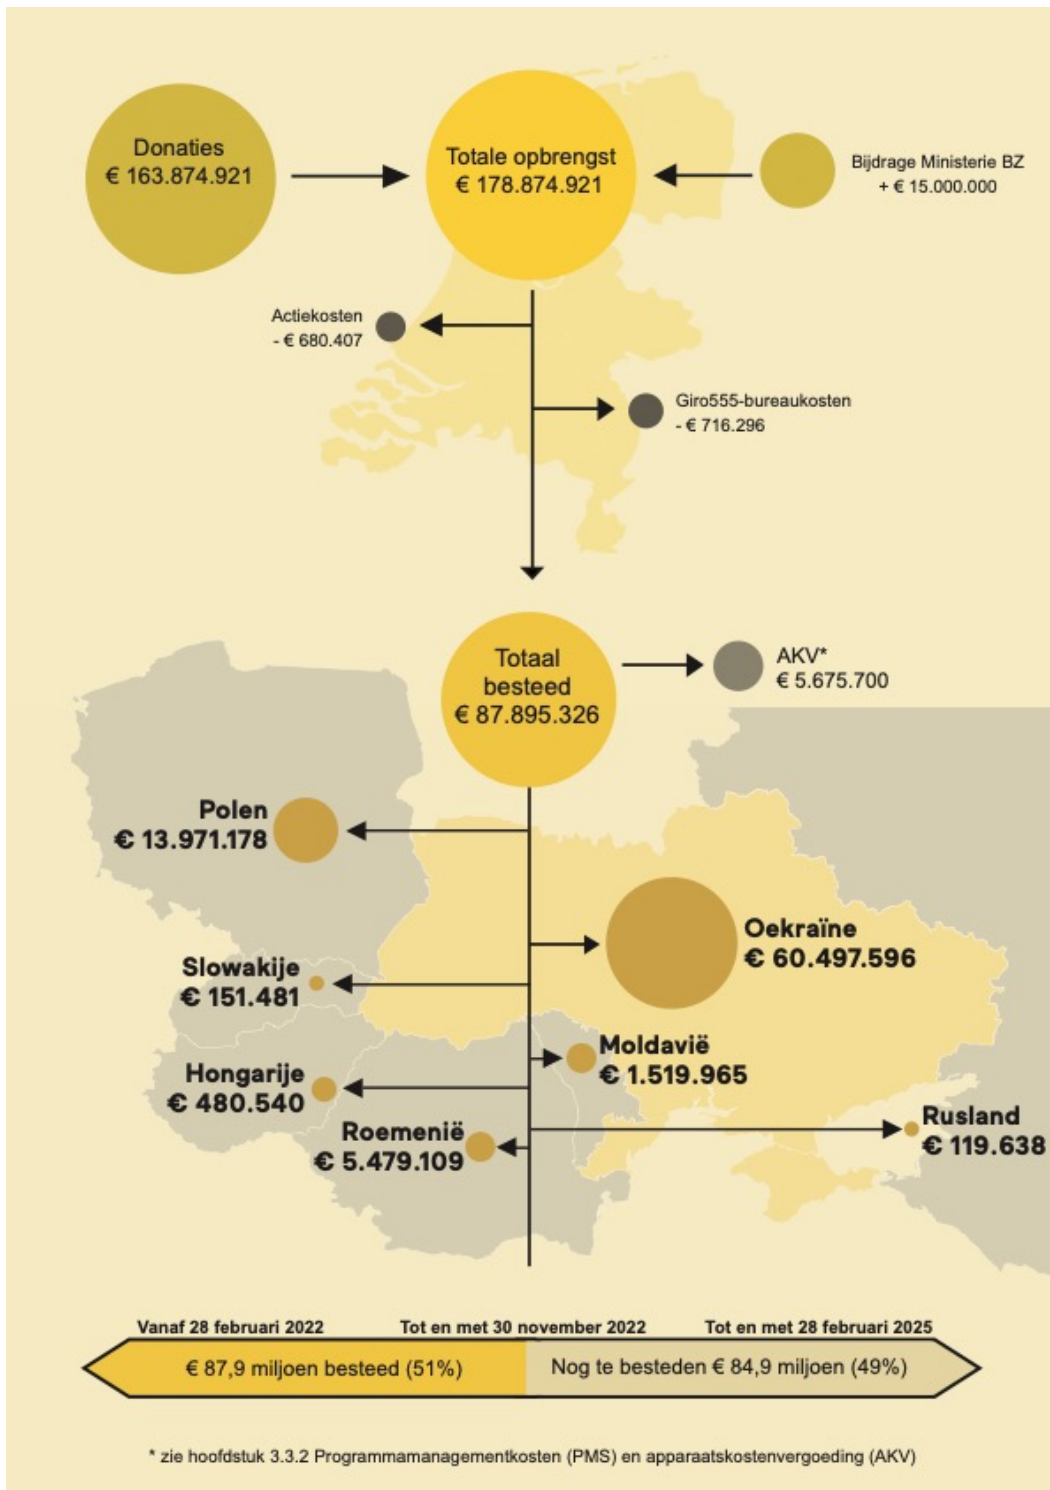 Donaties
€ 163.874.921
Totale opbrengst
€ 178.874.921
Bijdrage Ministerie BZ
+ € 15.000.000
Actiekosten
- € 680.407
Giro555-bureaukosten
- € 716.296
Totaal
besteed
€ 87.895.326
AKV*
€ 5.675.700
Polen
€ 13.971.178
Oekraïne
€ 60.497.596
Slowakije
€ 151.481
Moldavië
€ 1.519.965
Hongarije
€ 480.540
Rusland
€ 119.638
Roemenië
€ 5.479.109
Vanaf 28 februari 2022
Tot en met 30 november 2022
Tot en met 28 februari 2025
€ 87,9 miljoen besteed (51%)
Nog te besteden € 84,9 miljoen (49%)
* zie hoofdstuk 3.3.2 Programmamanagementkosten (PMS) en apparaatskostenvergoeding (AKV)